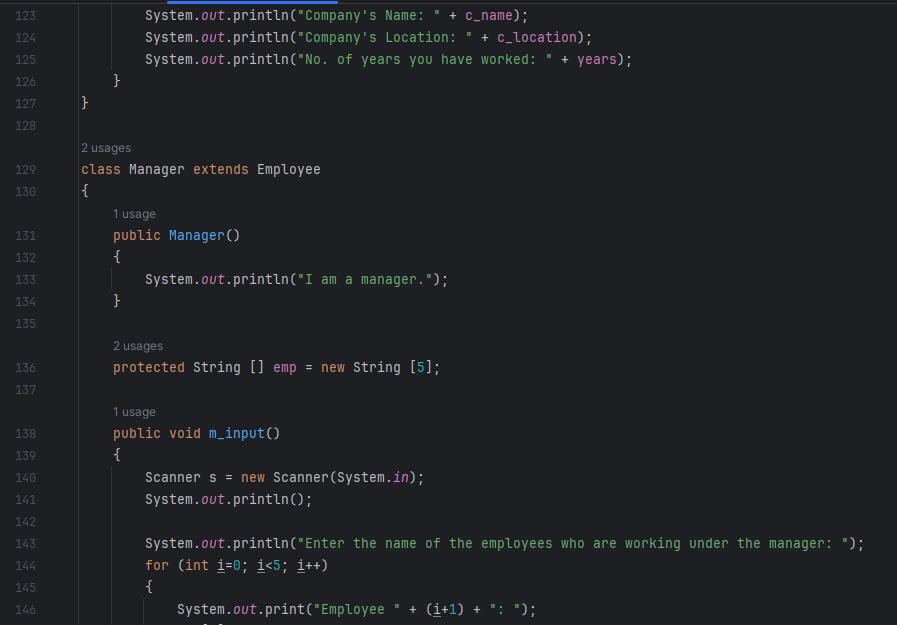 123 System.out.println("Company's Name: " + c_name);
124 System.out.println("Company's Location: " + c_location);
125 System.out.println("No. of years you have worked: " + years);
126 }
127 }
128
2 usages
129 class Manager extends Employee
130 {
1 usage
131 public Manager()
132 {
133 System.out.println("I am a manager.");
134 }
135
2 usages
136 protected String [] emp = new String [5];
137
1 usage
138 public void m_input()
139 {
140 Scanner s = new Scanner(System.in);
141 System.out.println();
142
143 System.out.println("Enter the name of the employees who are working under the manager: ");
144 for (int i=0; i<5; i++)
145 {
146 System.out.print("Employee " + (i+1) + ": ");